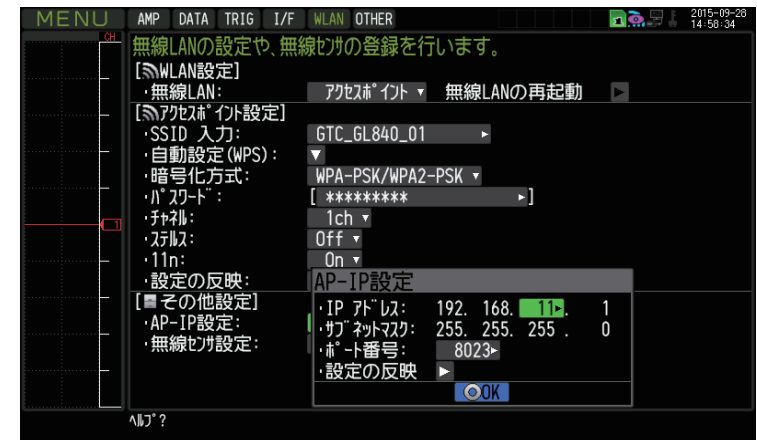 MENU AMP DATA TRIG I/F WLAN OTHER 2015-09-28
14:58:34
CH
無線LANの設定や、無線ｾﾝｻの登録を行います。
[WLAN設定]
・無線LAN: ｱｸｾｽﾎﾟｲﾝﾄ ▼ 無線LANの再起動 ▶
[ｱｸｾｽﾎﾟｲﾝﾄ設定]
・SSID 入力: GTC_GL840_01 ▶
・自動設定(WPS): ▼
・暗号化方式: WPA-PSK/WPA2-PSK ▼
・ﾊﾟｽﾜｰﾄﾞ: [ ********* ▶]
・ﾁｬﾈﾙ: 1ch ▼
1
・ｽﾃﾙｽ: Off ▼
・11n: On ▼
・設定の反映:
AP-IP設定
[その他設定]
・IP ｱﾄﾞﾚｽ: 192. 168. 11▶. 1
・AP-IP設定:
・ｻﾌﾞﾈｯﾄﾏｽｸ: 255. 255. 255 . 0
・無線ｾﾝｻ設定:
・ﾎﾟｰﾄ番号: 8023▶
・設定の反映 ▶
OK
ﾍﾙﾌﾟ?